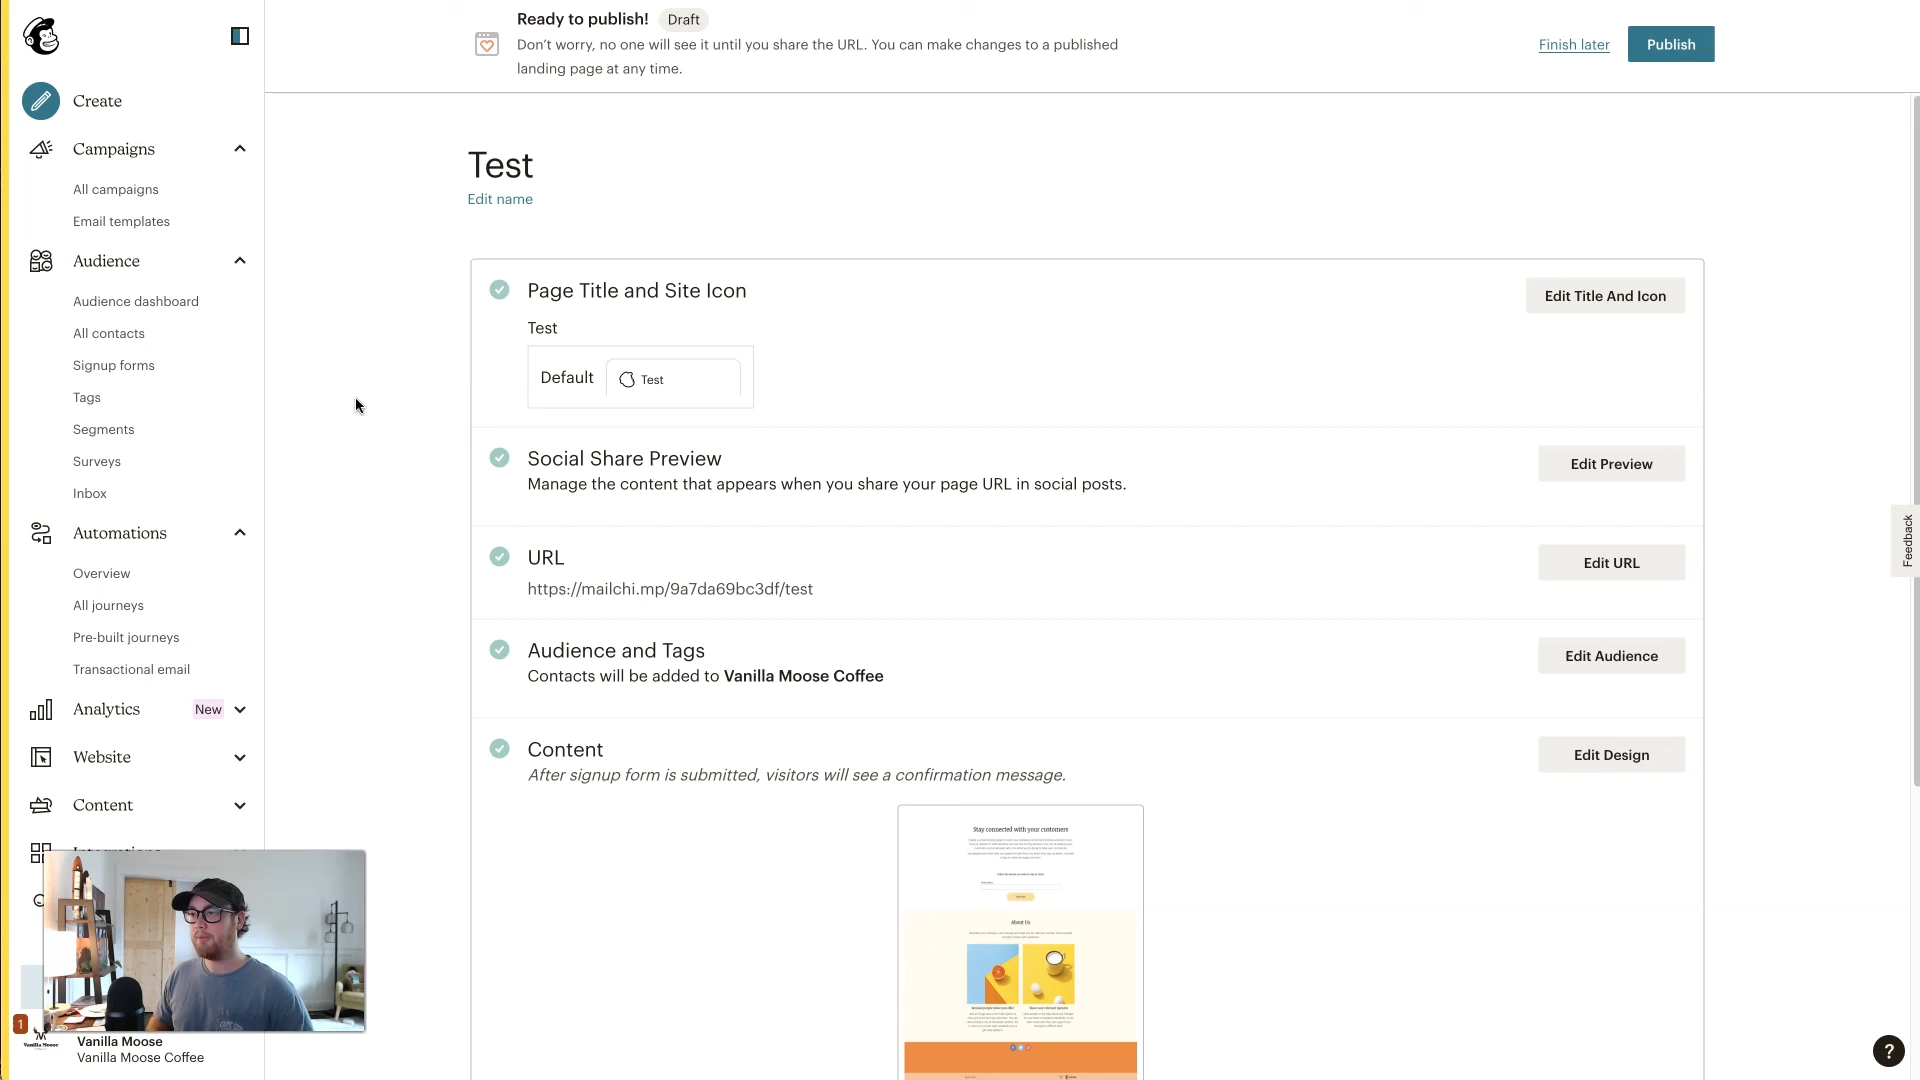 Ready to publish!
Draft
Don't worry, no one will see it until you share the URL. You can make changes to a published
landing page at any time.
Finish later
Publish
Create
Campaigns
All campaigns
Email templates
Audience
Audience dashboard
All contacts
Signup forms
Tags
Segments
Surveys
Inbox
Automations
Overview
All journeys
Pre-built journeys
Transactional email
Analytics
New
Website
Content
1
Vanilla Moose
Vanilla Moose
Vanilla Moose Coffee
Test
Edit name
Page Title and Site Icon
Edit Title And Icon
Test
Default
Test
Social Share Preview
Edit Preview
Manage the content that appears when you share your page URL in social posts.
URL
Edit URL
https://mailchi.mp/9a7da69bc3df/test
Audience and Tags
Edit Audience
Contacts will be added to Vanilla Moose Coffee
Content
Edit Design
After signup form is submitted, visitors will see a confirmation message.
Stay connected with your customers
About Us
Feedback
?